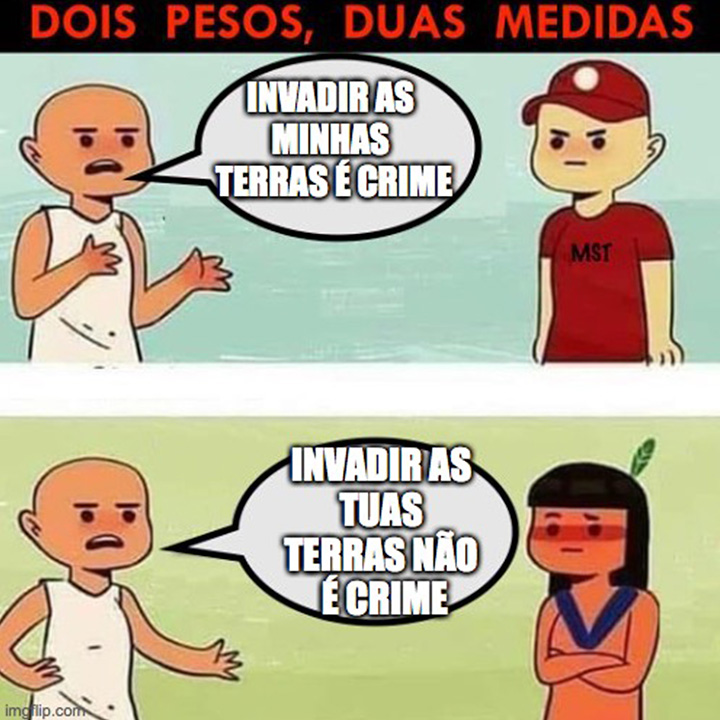 DOIS PESOS, DUAS MEDIDAS
INVADIR AS
MINHAS
TERRAS É CRIME
MST
INVADIR AS
TUAS
TERRAS NÃO
É CRIME
imgflip.com